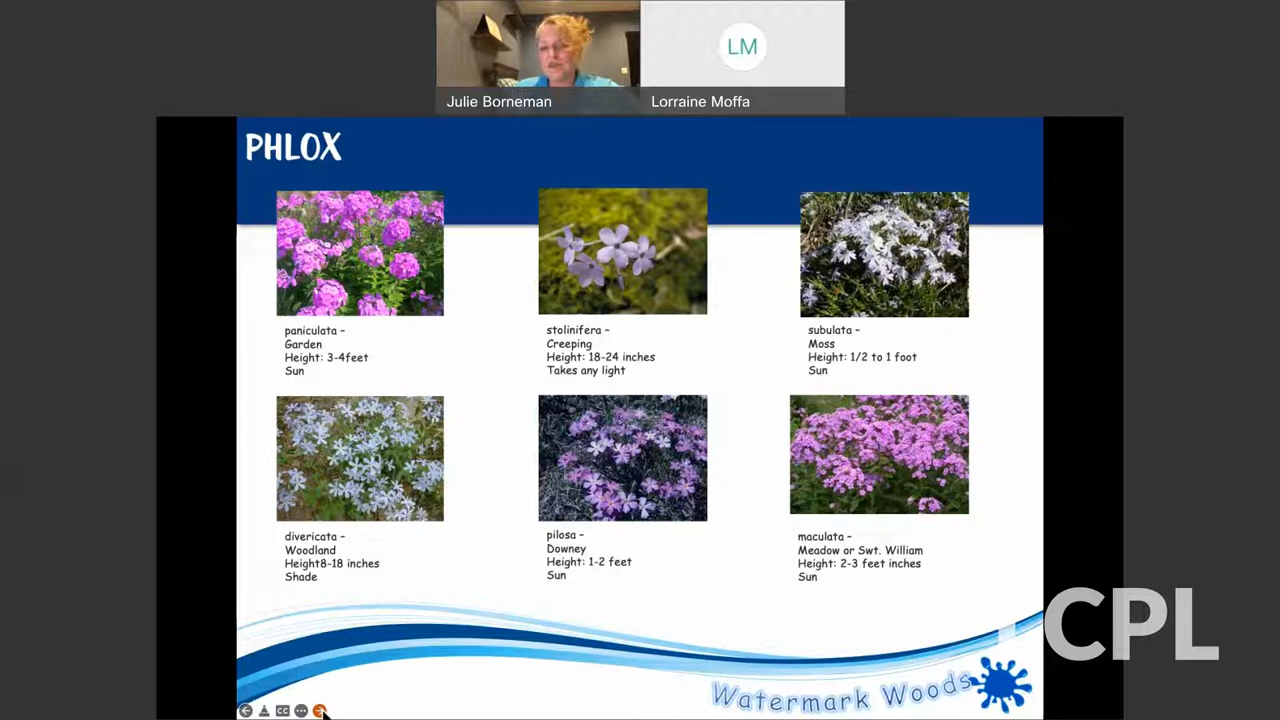 LM
Julie Borneman
Lorraine Moffa
PHLOX
paniculata –
Garden
Height: 3-4feet
Sun
stolinifera –
Creeping
Height: 18-24 inches
Takes any light
subulata –
Moss
Height: 1/2 to 1 foot
Sun
divericata –
Woodland
Height8-18 inches
Shade
pilosa –
Downey
Height: 1-2 feet
Sun
maculata –
Meadow or Swt. William
Height: 2-3 feet inches
Sun
CPL
Watermark Woods
CC